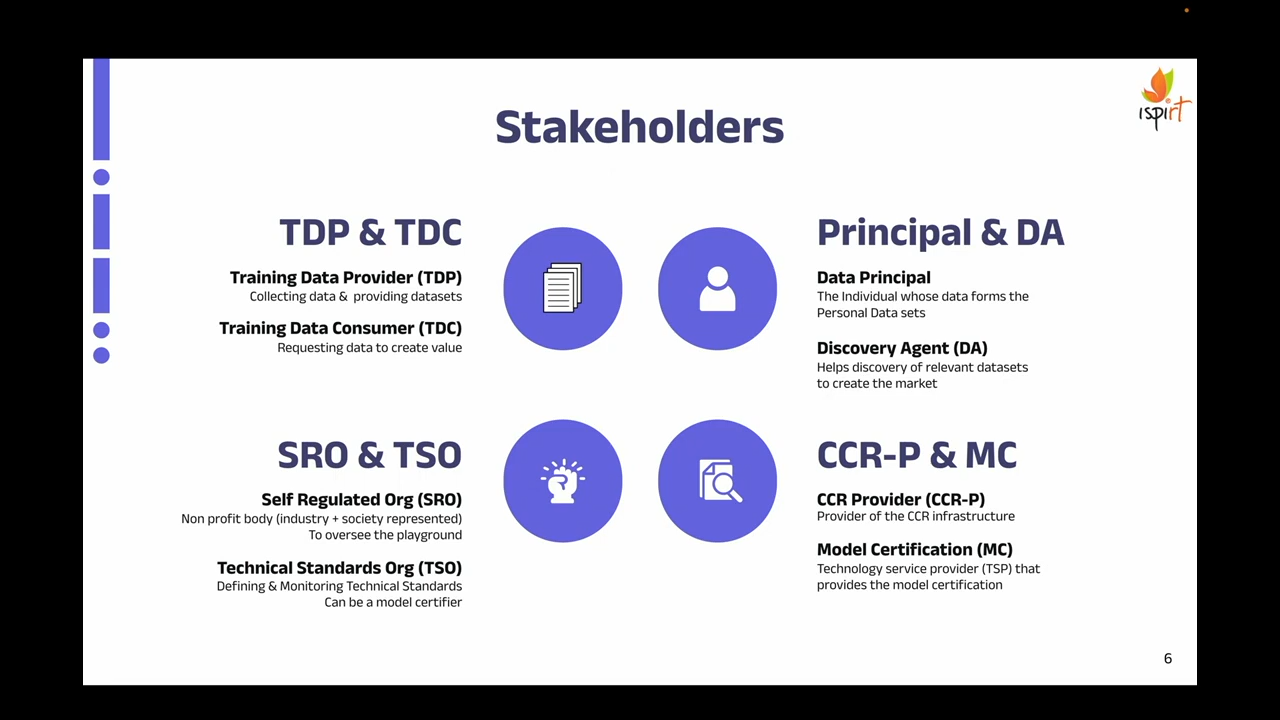 ispirt
Stakeholders
TDP & TDC
Training Data Provider (TDP)
Collecting data & providing datasets
Training Data Consumer (TDC)
Requesting data to create value
Principal & DA
Data Principal
The Individual whose data forms the
Personal Data sets
Discovery Agent (DA)
Helps discovery of relevant datasets
to create the market
SRO & TSO
Self Regulated Org (SRO)
Non profit body (industry + society represented)
To oversee the playground
Technical Standards Org (TSO)
Defining & Monitoring Technical Standards
Can be a model certifier
CCR-P & MC
CCR Provider (CCR-P)
Provider of the CCR infrastructure
Model Certification (MC)
Technology service provider (TSP) that
provides the model certification
6